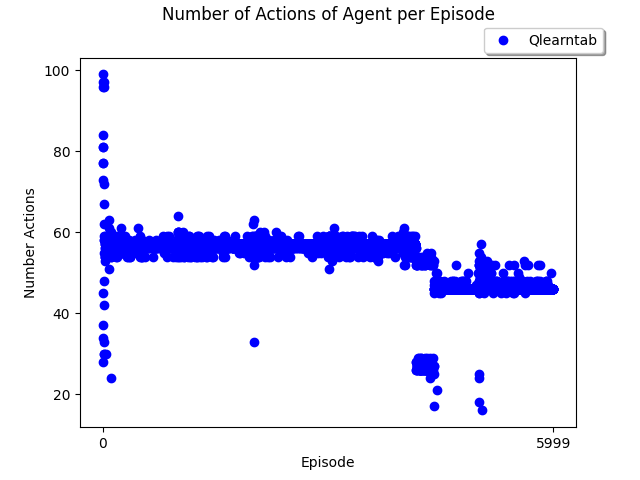 Number of Actions of Agent per Episode
Qlearntab
100
80
60
40
20
Number Actions
0
5999
Episode